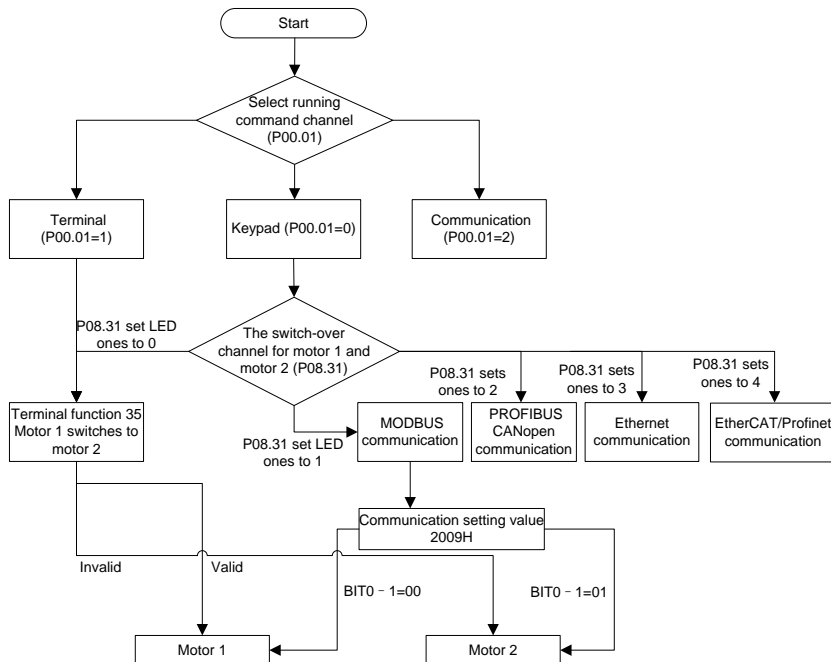 Start
Select running
command channel
(P00.01)
Terminal
(P00.01=1)
Keypad (P00.01=0)
Communication
(P00.01=2)
P08.31 set LED
ones to 0
The switch-over
channel for motor 1 and
motor 2 (P08.31)
P08.31 sets
ones to 2
P08.31 sets
ones to 3
P08.31 sets
ones to 4
Terminal function 35
Motor 1 switches to
motor 2
P08.31 set LED
ones to 1
MODBUS
communication
PROFIBUS
CANopen
communication
Ethernet
communication
EtherCAT/Profinet
communication
Communication setting value
2009H
Invalid
Valid
BIT0﹣1=00
BIT0﹣1=01
Motor 1
Motor 2